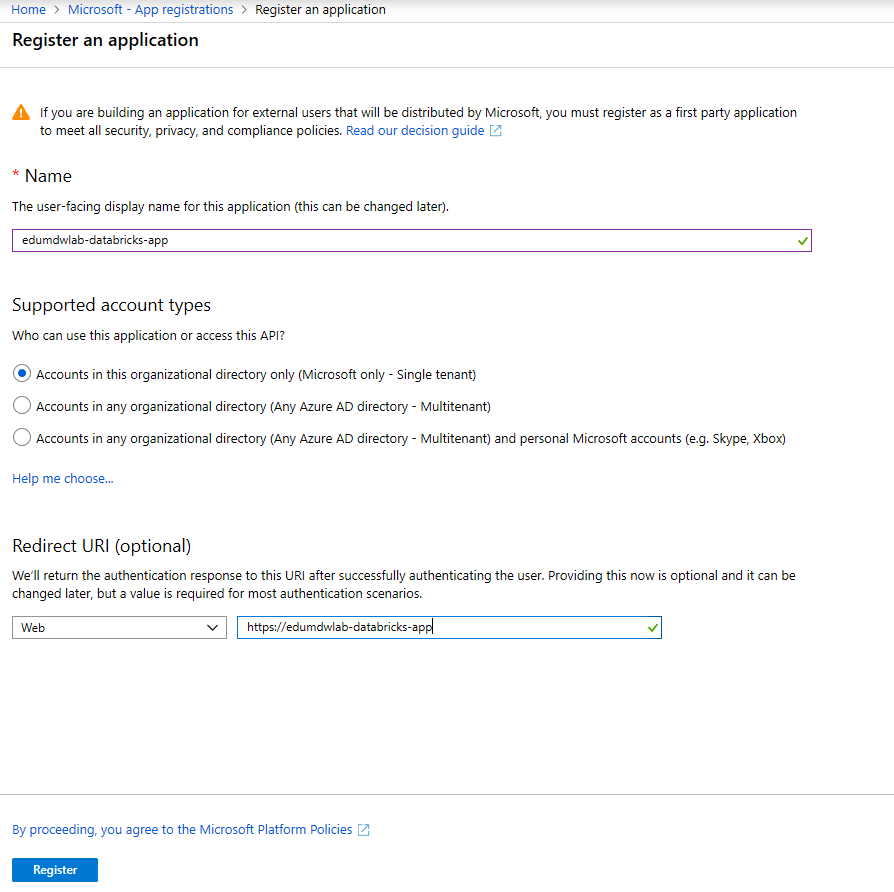 Home > Microsoft - App registrations > Register an application
Register an application
If you are building an application for external users that will be distributed by Microsoft, you must register as a first party application
to meet all security, privacy, and compliance policies. Read our decision guide
* Name
The user-facing display name for this application (this can be changed later).
edumdwlab-databricks-app
Supported account types
Who can use this application or access this API?
Accounts in this organizational directory only (Microsoft only - Single tenant)
Accounts in any organizational directory (Any Azure AD directory - Multitenant)
Accounts in any organizational directory (Any Azure AD directory - Multitenant) and personal Microsoft accounts (e.g. Skype, Xbox)
Help me choose...
Redirect URI (optional)
We'll return the authentication response to this URI after successfully authenticating the user. Providing this now is optional and it can be
changed later, but a value is required for most authentication scenarios.
Web https://edumdwlab-databricks-app
By proceeding, you agree to the Microsoft Platform Policies
Register